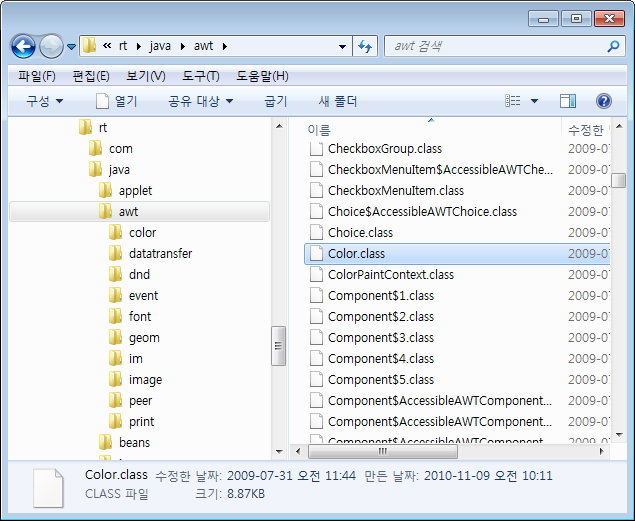 « rt ▸ java ▸ awt ▸
awt 검색
파일(F) 편집(E) 보기(V) 도구(T) 도움말(H)
구성 열기 공유 대상 굽기 새 폴더
rt
com
java
applet
awt
color
datatransfer
dnd
event
font
geom
im
image
peer
print
beans
이름 수정한
CheckboxGroup.class 2009-07
CheckboxMenuItem$AccessibleAWTChe... 2009-07
CheckboxMenuItem.class 2009-07
Choice$AccessibleAWTChoice.class 2009-07
Choice.class 2009-07
Color.class 2009-07
ColorPaintContext.class 2009-07
Component$1.class 2009-07
Component$2.class 2009-07
Component$3.class 2009-07
Component$4.class 2009-07
Component$5.class 2009-07
Component$AccessibleAWTComponent... 2009-07
Component$AccessibleAWTComponent... 2009-07
Component$AccessibleAWTComponent... 2009-07
Color.class 수정한 날짜: 2009-07-31 오전 11:44 만든 날짜: 2010-11-09 오전 10:11
CLASS 파일 크기: 8.87KB